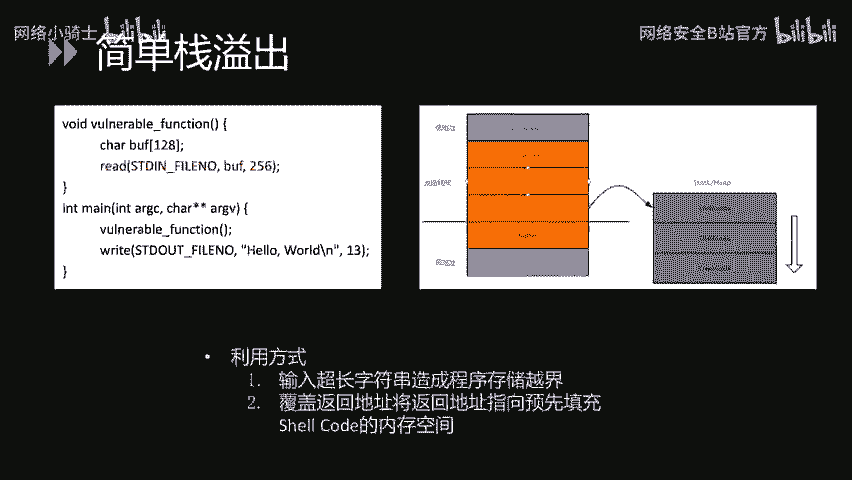 网络小骑士 bilibili
网络安全B站官方 bilibili
简单栈溢出
void vulnerable_function() {
char buf[128];
read(STDIN_FILENO, buf, 256);
}
int main(int argc, char** argv) {
vulnerable_function();
write(STDOUT_FILENO, "Hello, World\n", 13);
}
Stack/Heap
• 利用方式
1. 输入超长字符串造成程序存储越界
2. 覆盖返回地址将返回地址指向预先填充
Shell Code的内存空间